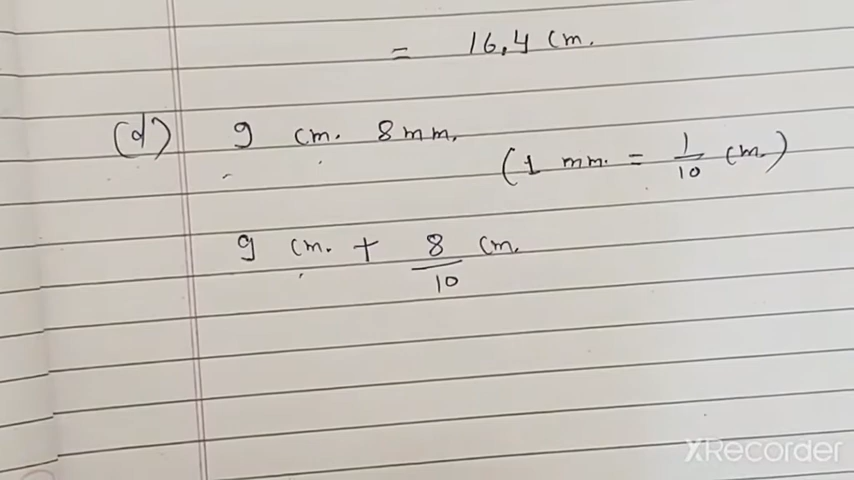 = 16.4 cm.
(d) 9 cm. 8 mm.
(1 mm. = 1/10 cm.)
9 cm. + 8/10 cm.
XRecorder